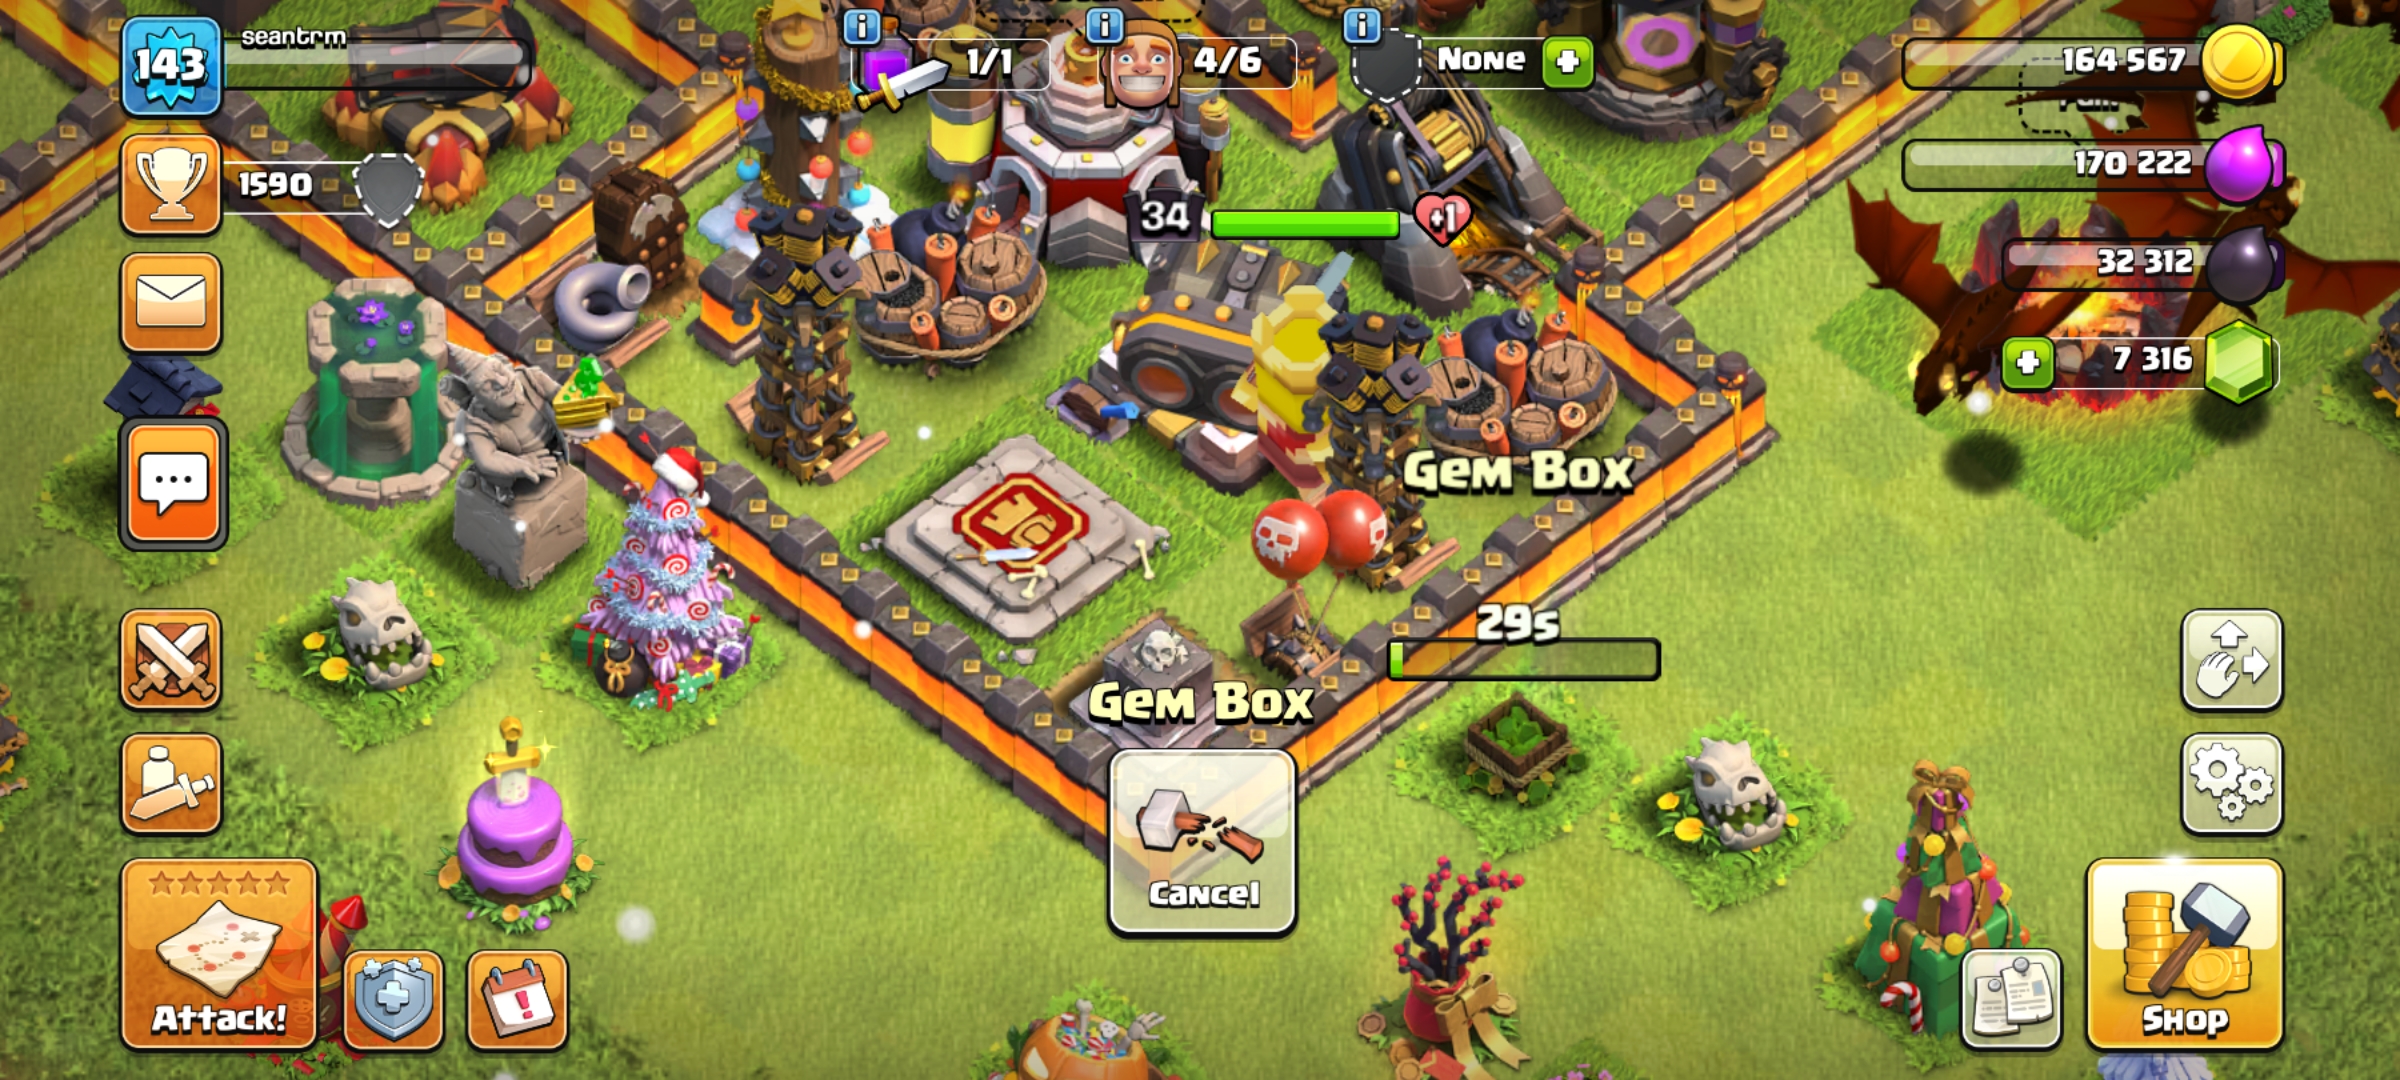 143
seantrm
1/1
4/6
None
164 567
1590
170 222
34
+1
32 312
7 316
Gem Box
29s
Gem Box
Cancel
Attack!
Shop